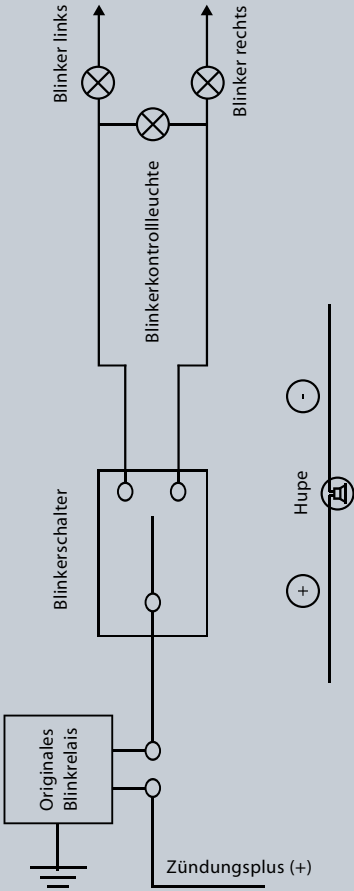 Blinker links
Blinker rechts
Blinkerkontrollleuchte
Blinkerschalter
Hupe
-
+
Originales
Blinkrelais
Zündungsplus (+)